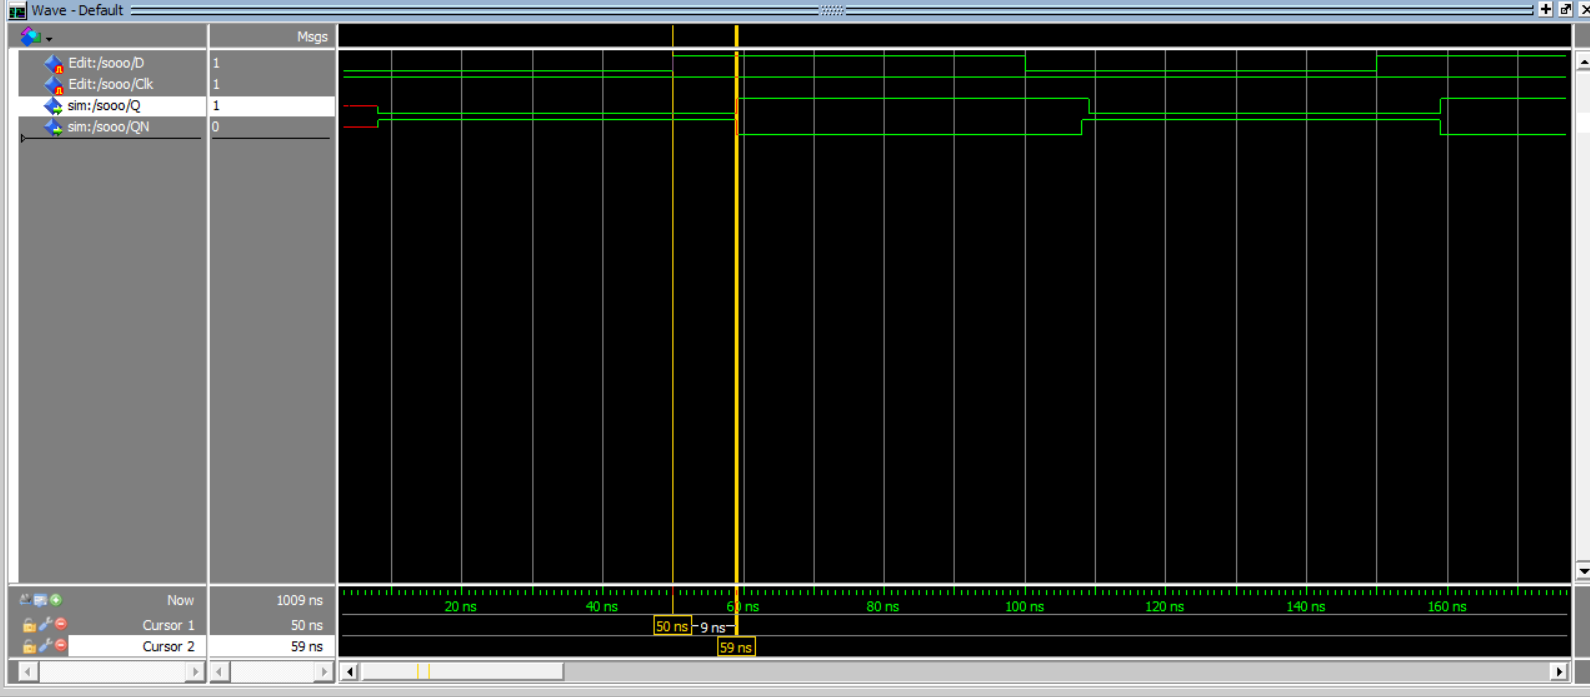 Wave - Default
Msgs
Edit:/sooo/D 1
Edit:/sooo/Clk 1
sim:/sooo/Q 1
sim:/sooo/QN 0
Now 1009 ns
20 ns 40 ns 60 ns 80 ns 100 ns 120 ns 140 ns 160 ns
Cursor 1 50 ns 50 ns 9 ns
Cursor 2 59 ns 59 ns